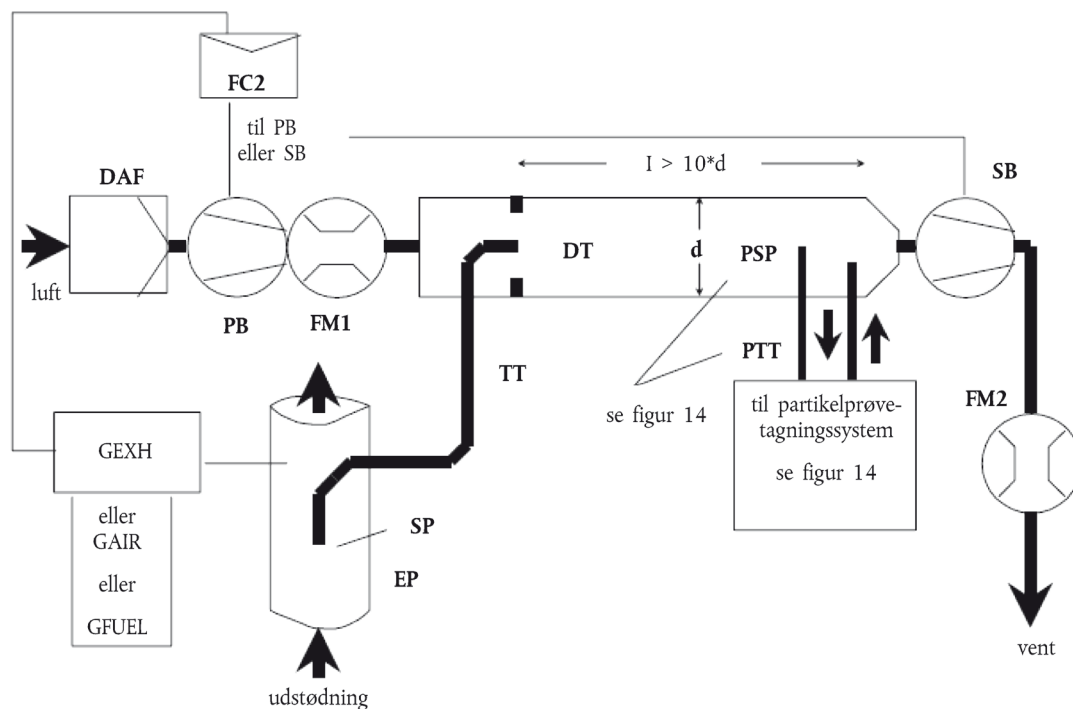 FC2
til PB
eller SB
I > 10*d
SB
DAF
luft
DT
d
PSP
PB
FM1
TT
PTT
se figur 14
til partikelprøve-
tagningssystem
se figur 14
FM2
GEXH
eller
GAIR
eller
GFUEL
SP
EP
udstødning
vent